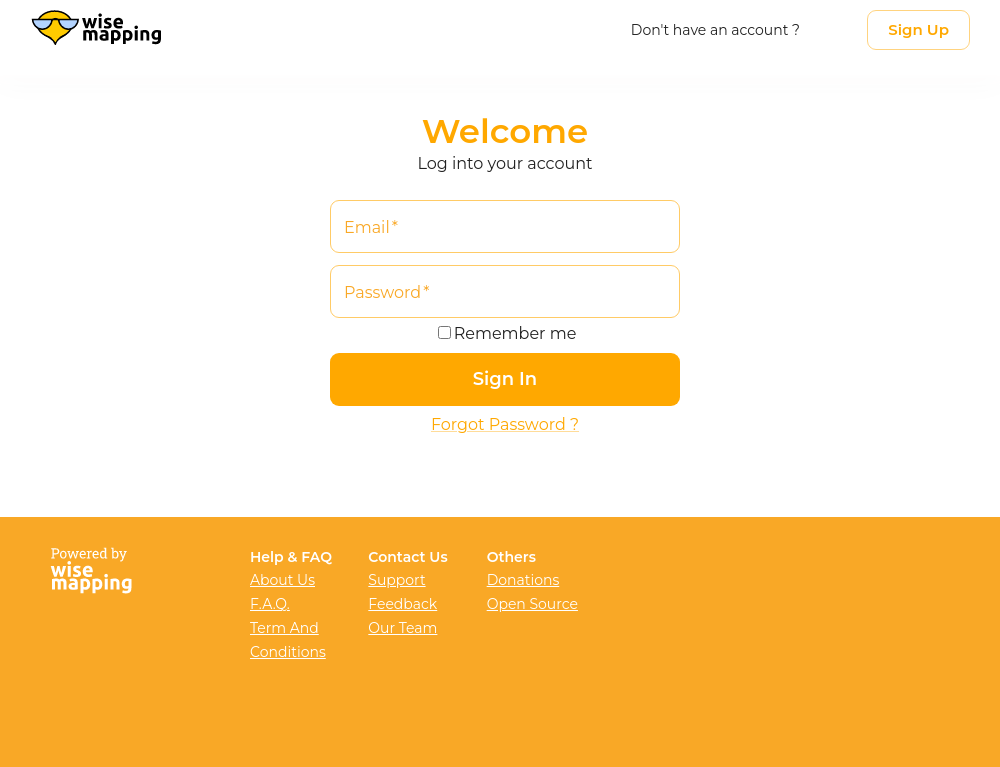 wise
mapping
Don't have an account ?
Sign Up
Welcome
Log into your account
Email*
Password*
Remember me
Sign In
Forgot Password ?
Powered by
wise
mapping
Help & FAQ
About Us
F.A.Q.
Term And
Conditions
Contact Us
Support
Feedback
Our Team
Others
Donations
Open Source